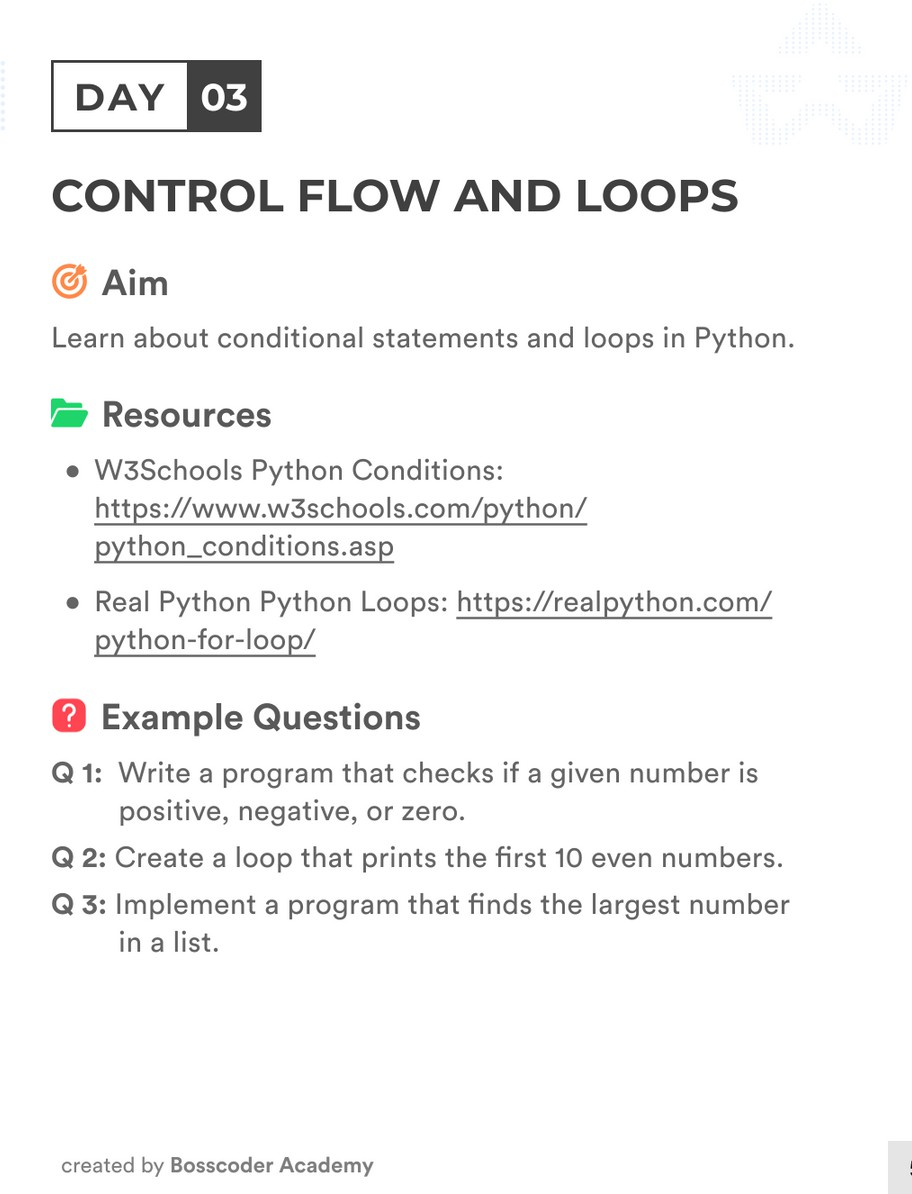 DAY 03
CONTROL FLOW AND LOOPS
Aim
Learn about conditional statements and loops in Python.
Resources
• W3Schools Python Conditions:
https://www.w3schools.com/python/
python_conditions.asp
• Real Python Python Loops: https://realpython.com/
python-for-loop/
? Example Questions
Q 1: Write a program that checks if a given number is
positive, negative, or zero.
Q 2: Create a loop that prints the first 10 even numbers.
Q 3: Implement a program that finds the largest number
in a list.
created by Bosscoder Academy